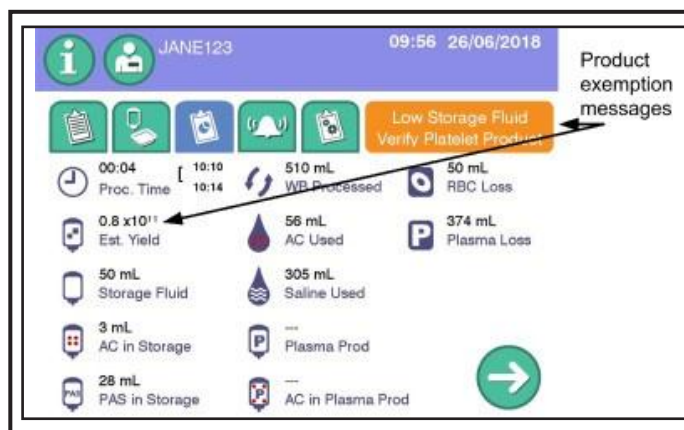 JANE123
09:56 26/06/2018
Product
exemption
messages
Low Storage Fluid
Verify Platelet Product
00:04
Proc. Time
[ 10:10
10:14
510 mL
WB Processed
50 mL
RBC Loss
0.8 x10¹¹
Est. Yield
56 mL
AC Used
P
374 mL
Plasma Loss
50 mL
Storage Fluid
305 mL
Saline Used
3 mL
AC in Storage
P
---
Plasma Prod
PAS
28 mL
PAS in Storage
P
---
AC in Plasma Prod